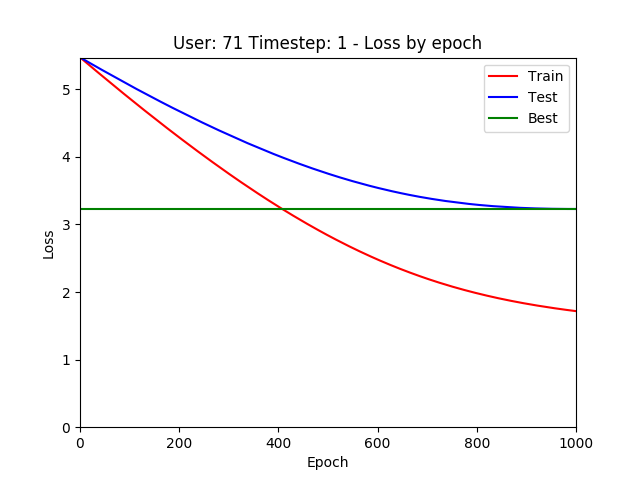 User: 71 Timestep: 1 - Loss by epoch
Train
Test
Best
5
4
3
2
1
0
Loss
0 200 400 600 800 1000
Epoch